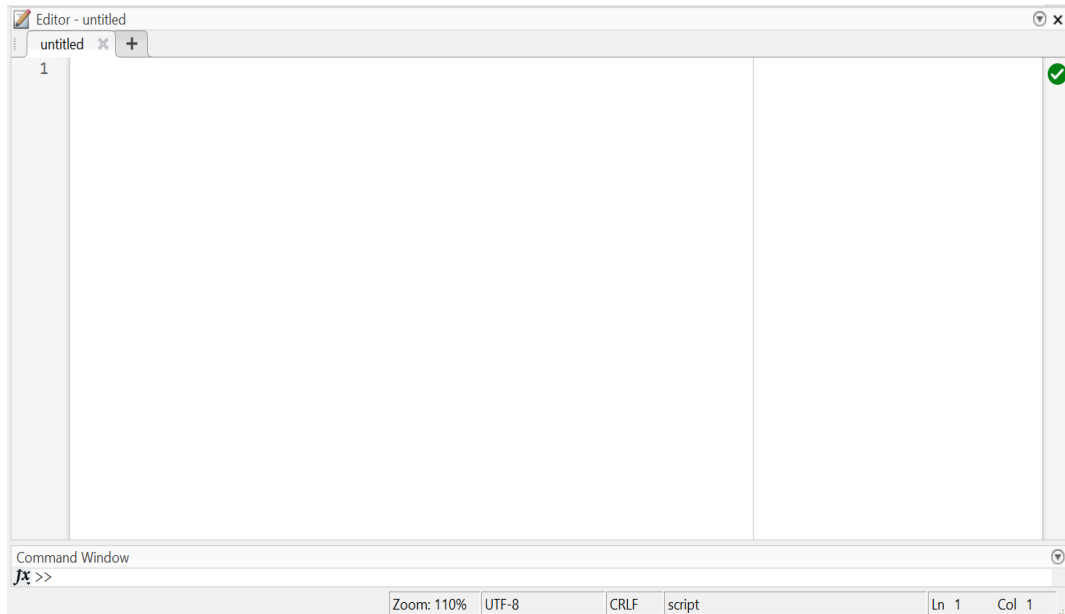 Editor - untitled
untitled
1
Command Window
fx >>
Zoom: 110% UTF-8 CRLF script Ln 1 Col 1